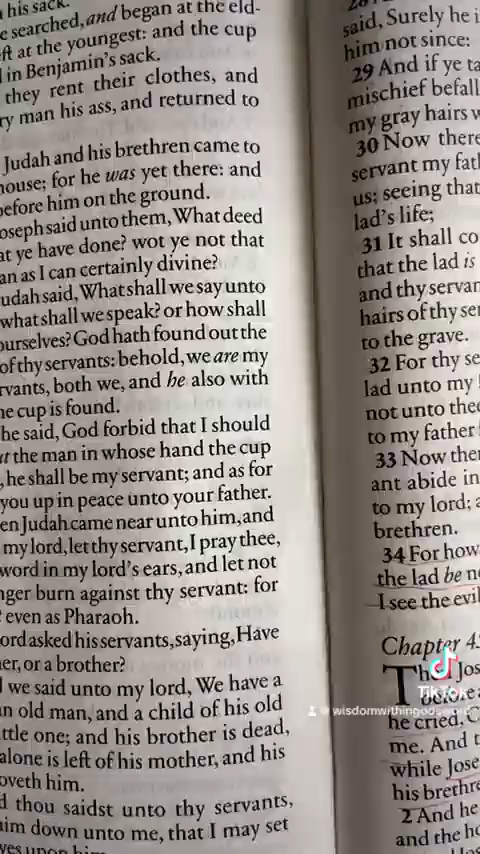 his sack.
searched, and began at the eld-
ft at the youngest: and the cup
in Benjamin's sack.
they rent their clothes, and
ry man his ass, and returned to
Judah and his brethren came to
house; for he was yet there: and
before him on the ground.
oseph said unto them, What deed
at ye have done? wot ye not that
an as I can certainly divine?
udah said, What shall we say unto
what shall we speak? or how shall
ourselves? God hath found out the
of thy servants: behold, we are my
rvants, both we, and he also with
he cup is found.
he said, God forbid that I should
ut the man in whose hand the cup
, he shall be my servant; and as for
you up in peace unto your father.
en Judah came near unto him, and
my lord, let thy servant, I pray thee,
word in my lord's ears, and let not
nger burn against thy servant: for
even as Pharaoh.
ord asked his servants, saying, Have
er, or a brother?
we said unto my lord, We have a
an old man, and a child of his old
ttle one; and his brother is dead,
alone is left of his mother, and his
oveth him.
d thou saidst unto thy servants,
him down unto me, that I may set
yes upon him.
said, Surely he i
him not since:
29 And if ye ta
mischief befall
my gray hairs w
30 Now there
servant my fat
us; seeing that
lad's life;
31 It shall co
that the lad is
and thy servan
hairs of thy ser
to the grave.
32 For thy se
lad unto my
not unto thee
to my father
33 Now ther
ant abide in
to my lord; a
brethren.
34 For how
the lad be n
I see the evil
Chapter 4
The Jos
before a
he cried, C
me. And t
while Jose
his brethre
2 And he
and the ho
TikTok
wisdomwithingodsword